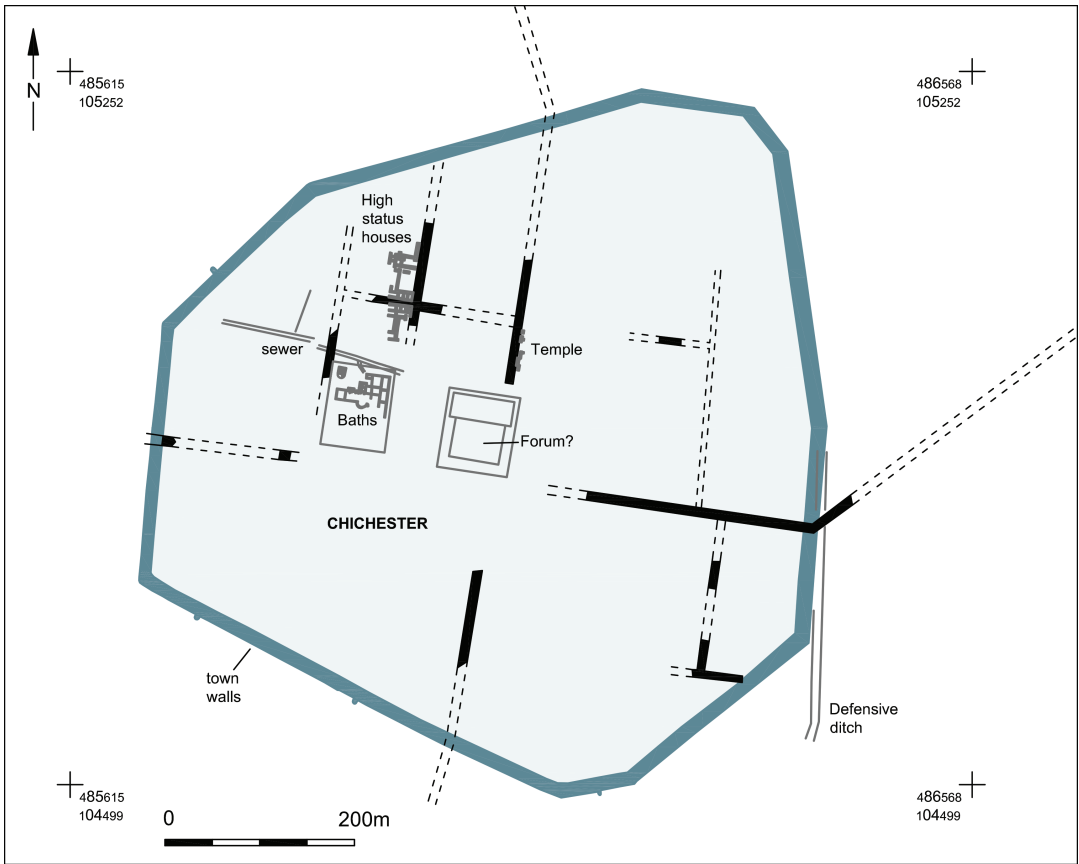 N
485615
105252
486568
105252
High
status
houses
sewer
Temple
Baths
Forum?
CHICHESTER
town
walls
Defensive
ditch
485615
104499
486568
104499
0 200m